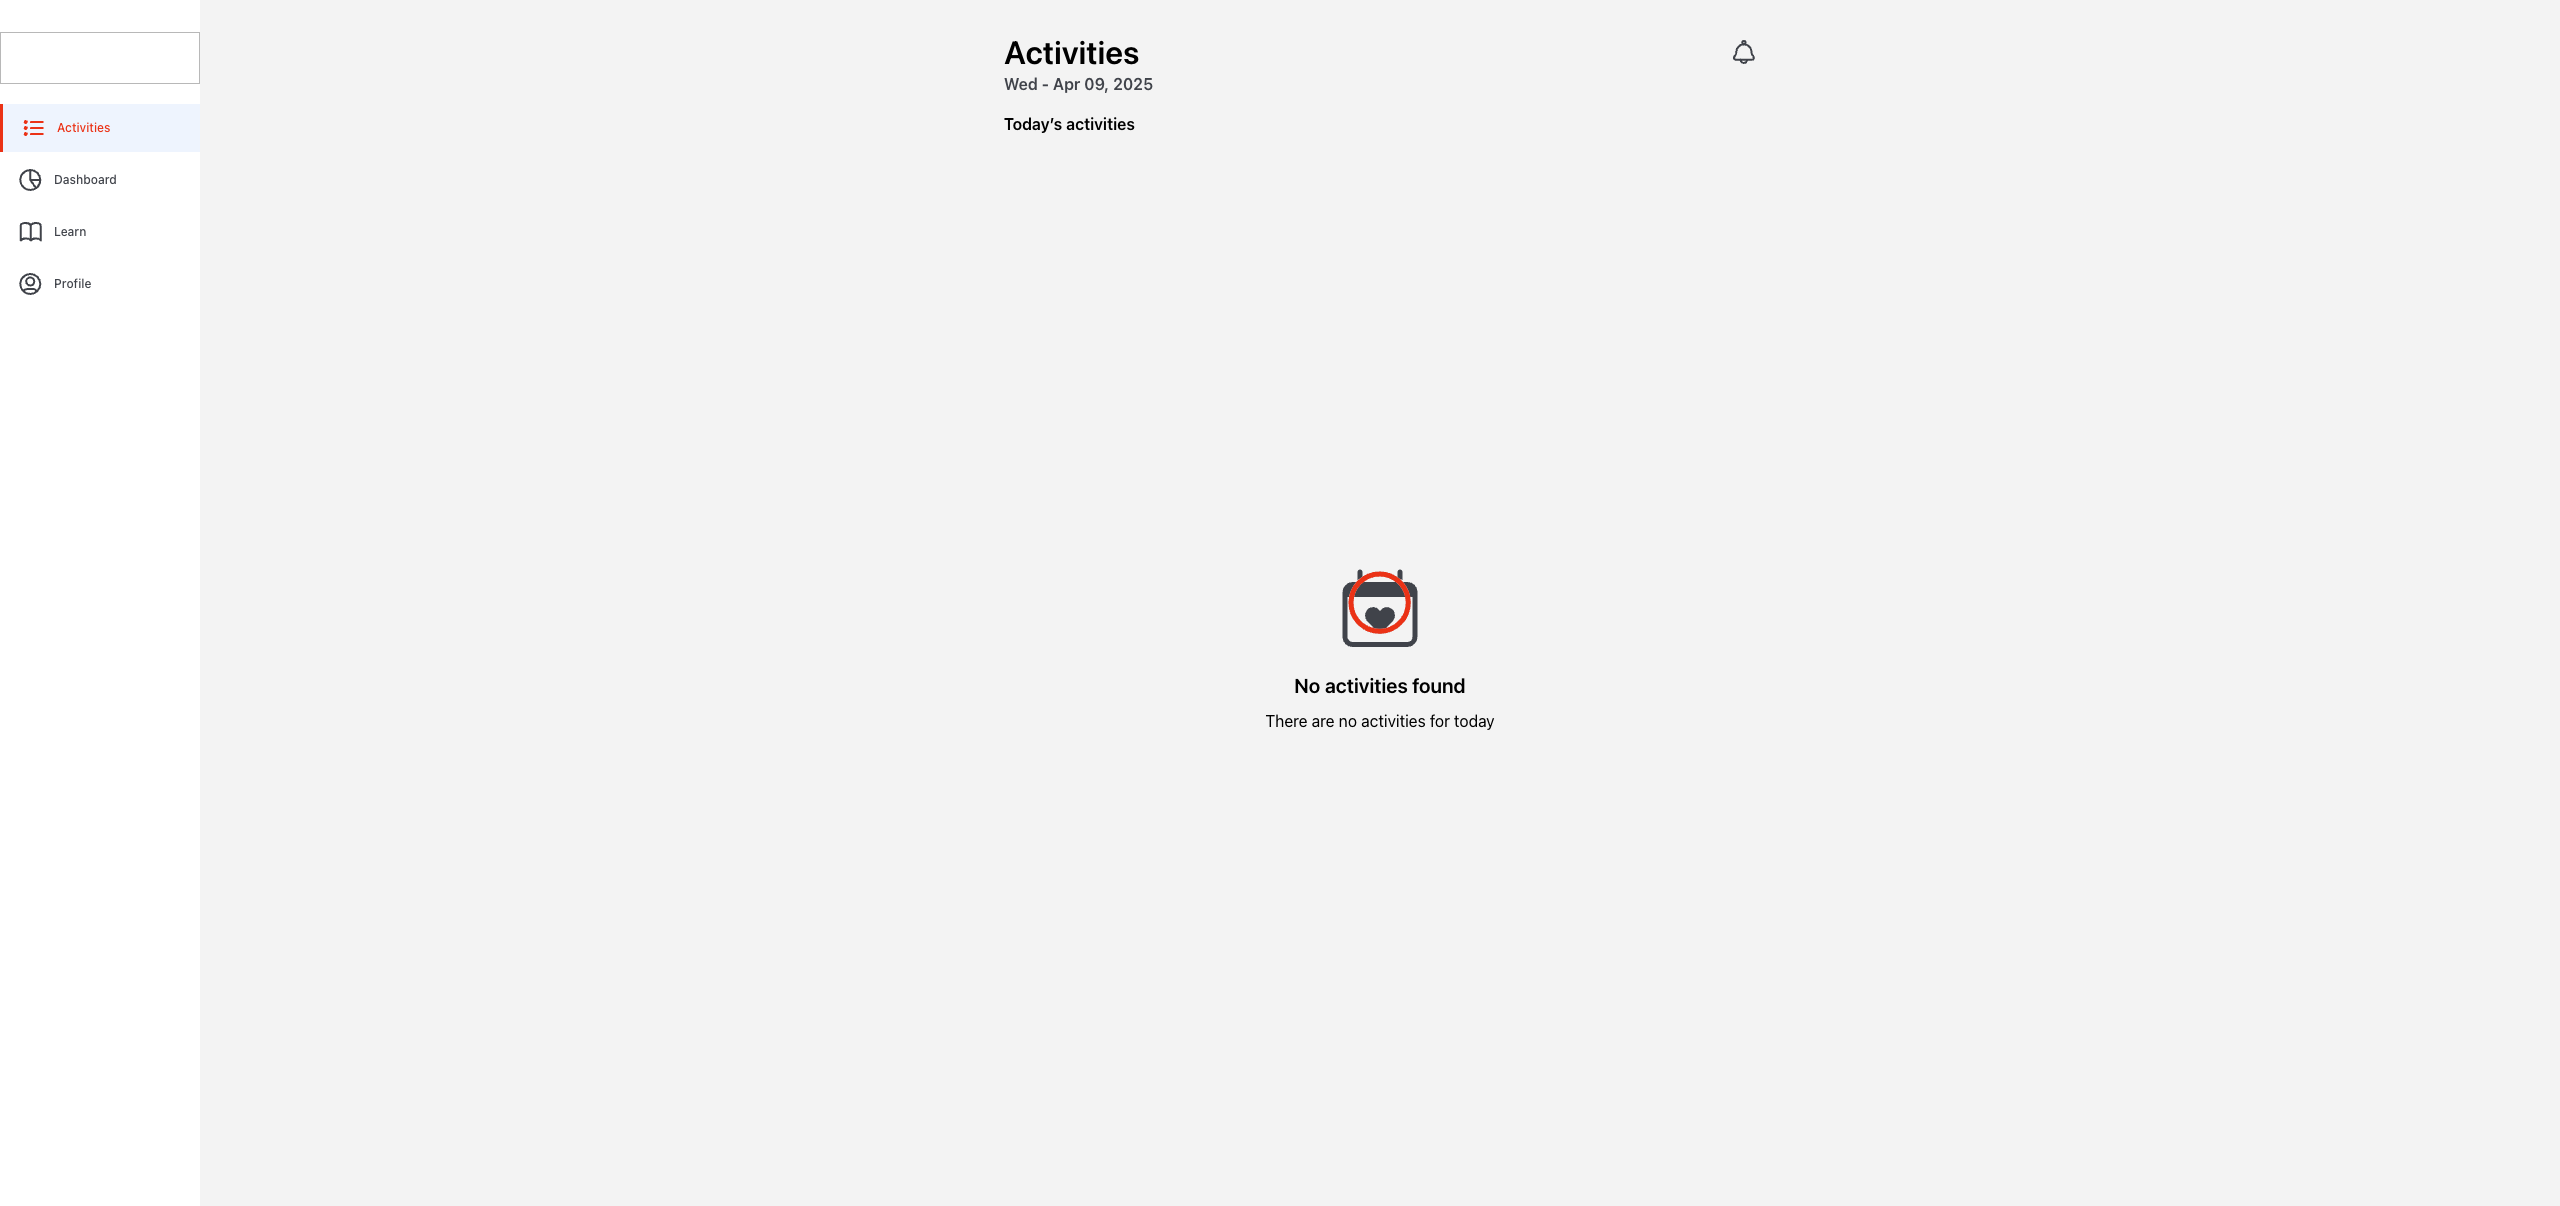 Activities
Dashboard
Learn
Profile
Activities
Wed - Apr 09, 2025
Today’s activities
No activities found
There are no activities for today